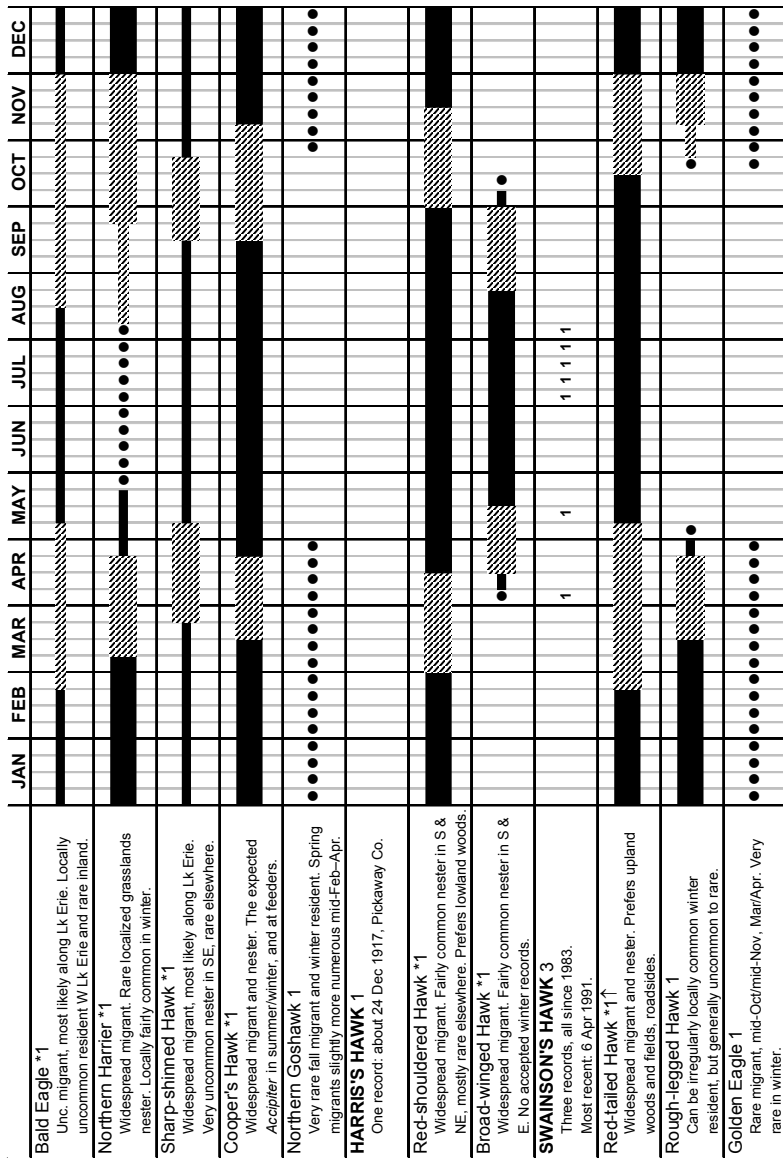 JAN FEB MAR APR MAY JUN JUL AUG SEP OCT NOV DEC
Bald Eagle *1
Unc. migrant, most likely along Lk Erie. Locally
uncommon resident W Lk Erie and rare inland.
Northern Harrier *1
Widespread migrant. Rare localized grasslands
nester. Locally fairly common in winter.
Sharp-shinned Hawk *1
Widespread migrant, most likely along Lk Erie.
Very uncommon nester in SE, rare elsewhere.
Cooper's Hawk *1
Widespread migrant and nester. The expected
Accipiter in summer/winter, and at feeders.
Northern Goshawk 1
Very rare fall migrant and winter resident. Spring
migrants slightly more numerous mid-Feb–Apr.
HARRIS'S HAWK 1
One record: about 24 Dec 1917, Pickaway Co.
Red-shouldered Hawk *1
Widespread migrant. Fairly common nester in S &
NE, mostly rare elsewhere. Prefers lowland woods.
Broad-winged Hawk *1
Widespread migrant. Fairly common nester in S &
E. No accepted winter records.
SWAINSON'S HAWK 3
Three records, all since 1983. 1 1 1 1 1 1 1
Most recent: 6 Apr 1991.
Red-tailed Hawk *1↑
Widespread migrant and nester. Prefers upland
woods and fields, roadsides.
Rough-legged Hawk 1
Can be irregularly locally common winter
resident, but generally uncommon to rare.
Golden Eagle 1
Rare migrant, mid-Oct/mid-Nov, Mar/Apr. Very
rare in winter.